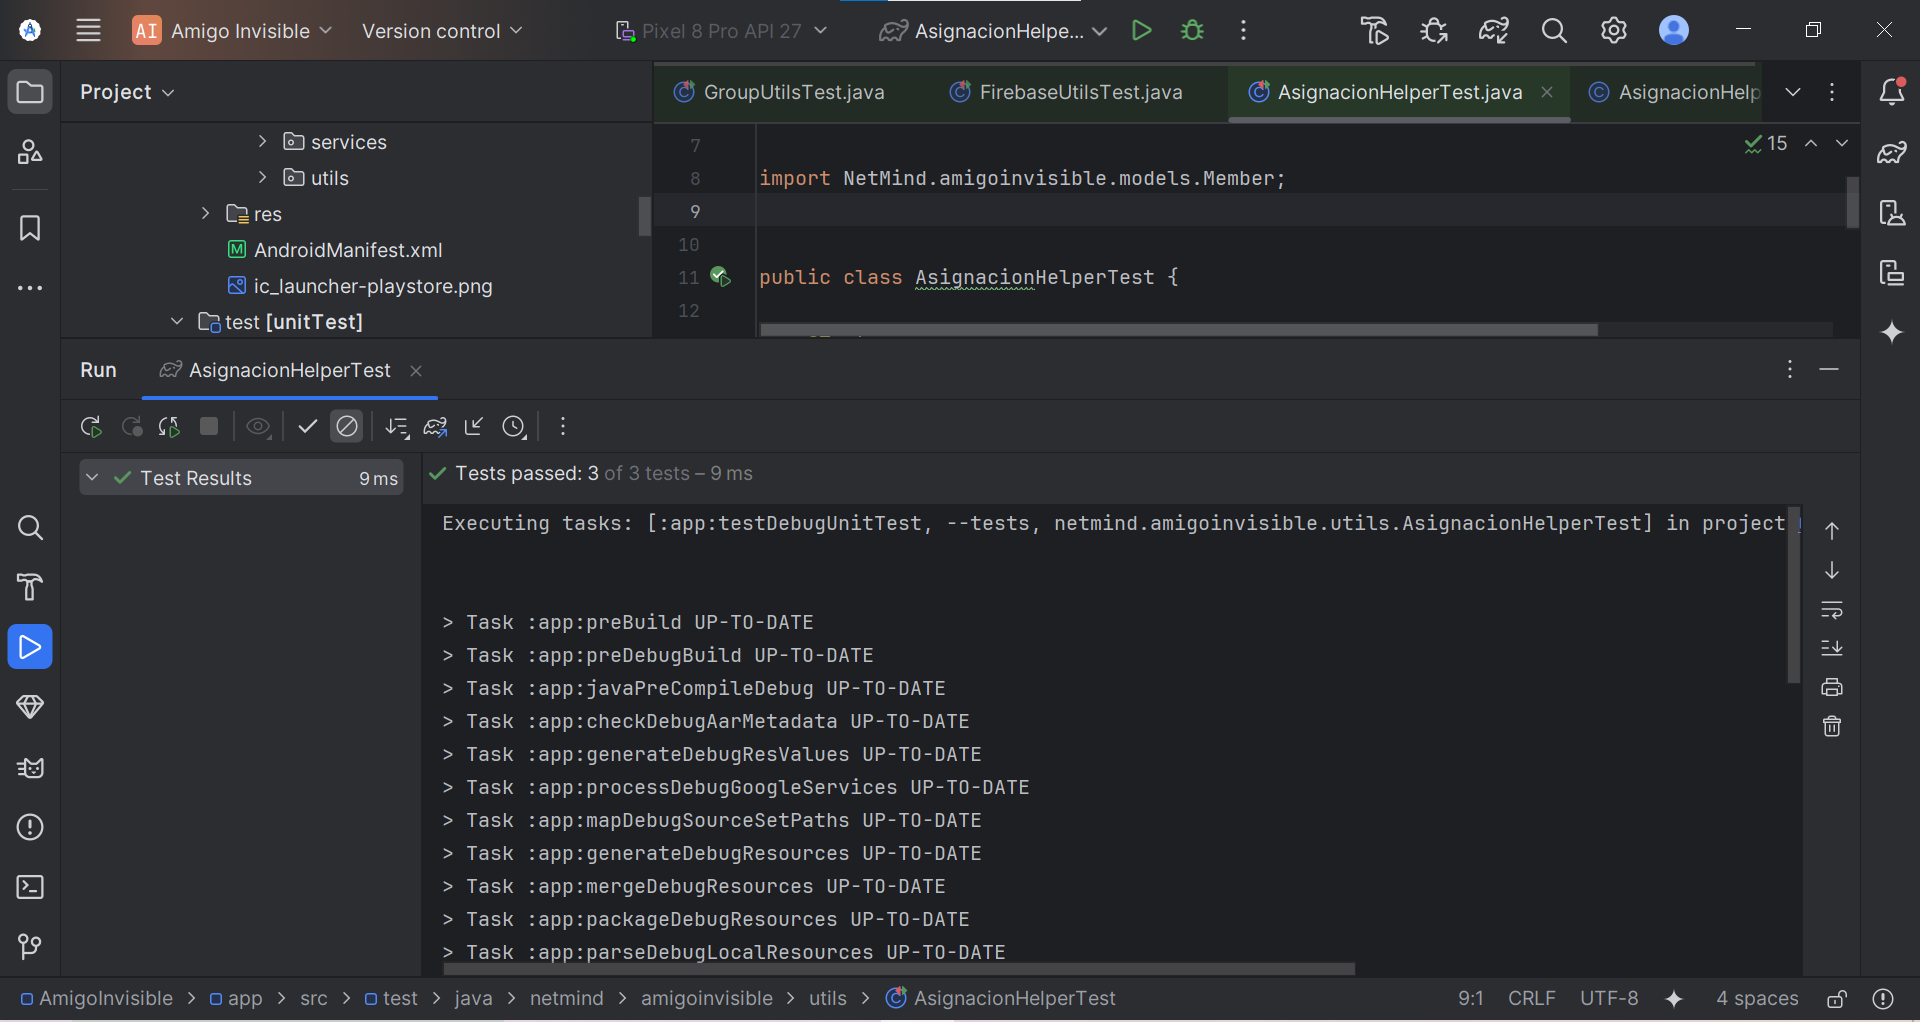 AI Amigo Invisible Version control Pixel 8 Pro API 27 AsignacionHelpe...
Project
services
utils
res
AndroidManifest.xml
ic_launcher-playstore.png
test [unitTest]
GroupUtilsTest.java FirebaseUtilsTest.java AsignacionHelperTest.java AsignacionHelp
15
7
8 import NetMind.amigoinvisible.models.Member;
9
10
11 public class AsignacionHelperTest {
12
Run AsignacionHelperTest
Test Results 9 ms
Tests passed: 3 of 3 tests – 9 ms
Executing tasks: [:app:testDebugUnitTest, --tests, netmind.amigoinvisible.utils.AsignacionHelperTest] in project
> Task :app:preBuild UP-TO-DATE
> Task :app:preDebugBuild UP-TO-DATE
> Task :app:javaPreCompileDebug UP-TO-DATE
> Task :app:checkDebugAarMetadata UP-TO-DATE
> Task :app:generateDebugResValues UP-TO-DATE
> Task :app:processDebugGoogleServices UP-TO-DATE
> Task :app:mapDebugSourceSetPaths UP-TO-DATE
> Task :app:generateDebugResources UP-TO-DATE
> Task :app:mergeDebugResources UP-TO-DATE
> Task :app:packageDebugResources UP-TO-DATE
> Task :app:parseDebugLocalResources UP-TO-DATE
AmigoInvisible > app > src > test > java > netmind > amigoinvisible > utils > AsignacionHelperTest 9:1 CRLF UTF-8 4 spaces